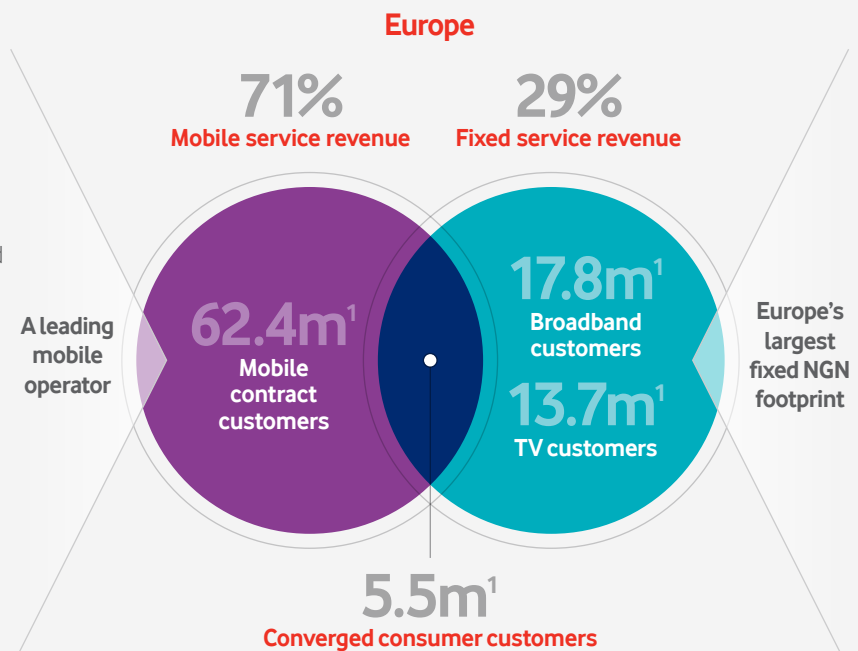 Europe
71%
Mobile service revenue
29%
Fixed service revenue
A leading
mobile
operator
62.4m¹
Mobile
contract
customers
17.8m¹
Broadband
customers
13.7m¹
TV customers
Europe’s
largest
fixed NGN
footprint
5.5m¹
Converged consumer customers